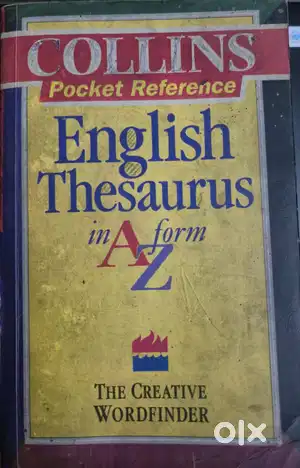 COLLINS
Pocket Reference
English
Thesaurus
in A form
Z
THE CREATIVE
WORDFINDER
olx